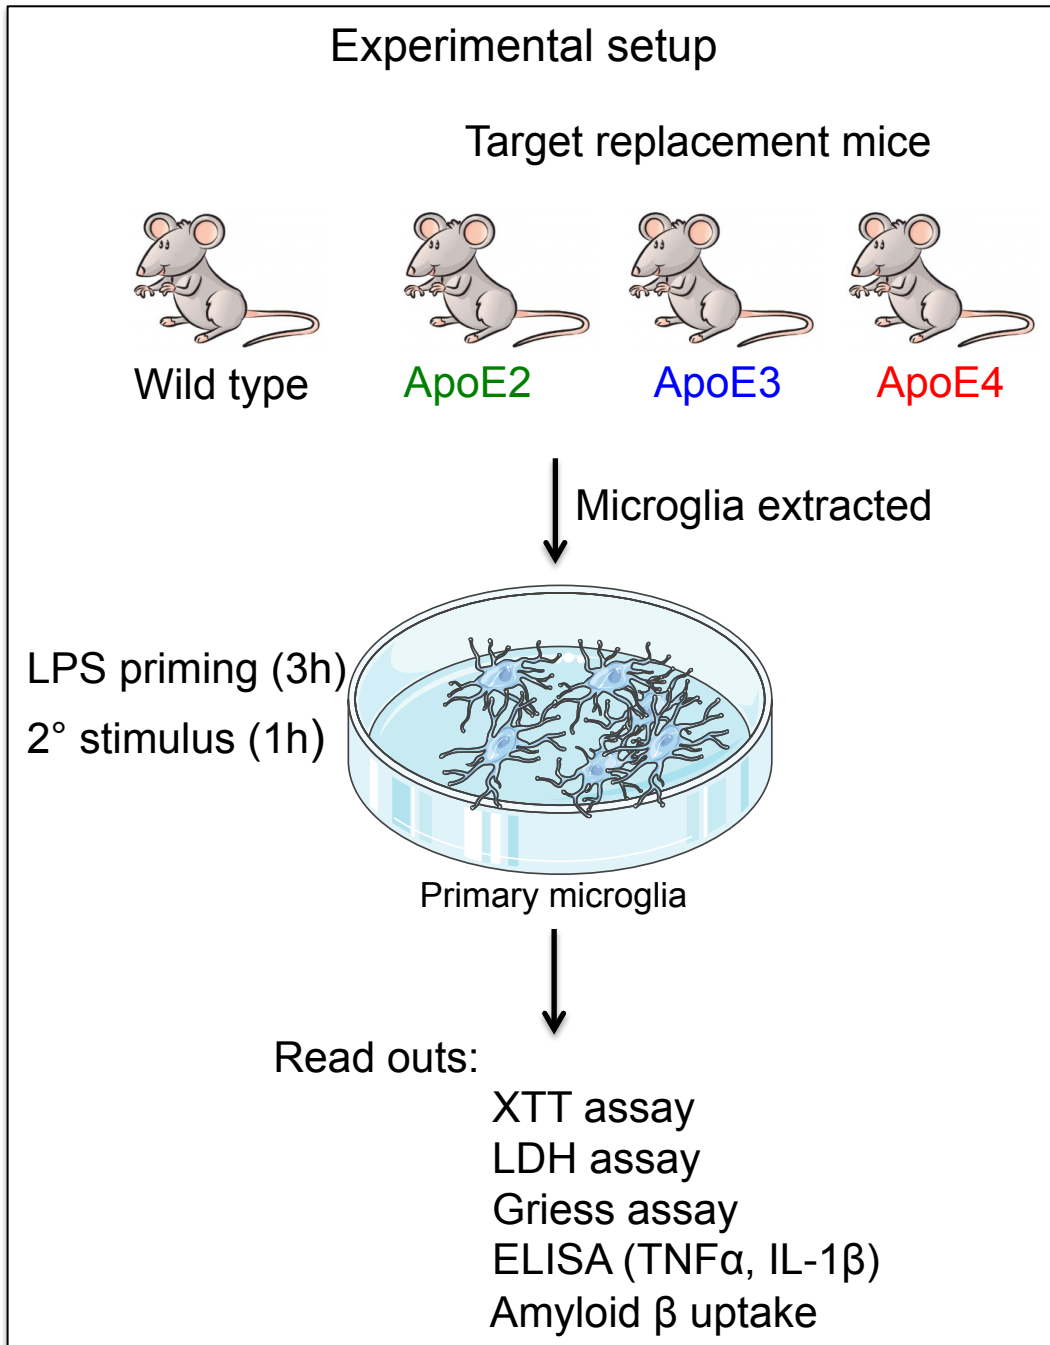 Experimental setup
Target replacement mice
Wild type
ApoE2
ApoE3
ApoE4
Microglia extracted
LPS priming (3h)
2° stimulus (1h)
Primary microglia
Read outs:
XTT assay
LDH assay
Griess assay
ELISA (TNFα, IL-1β)
Amyloid β uptake